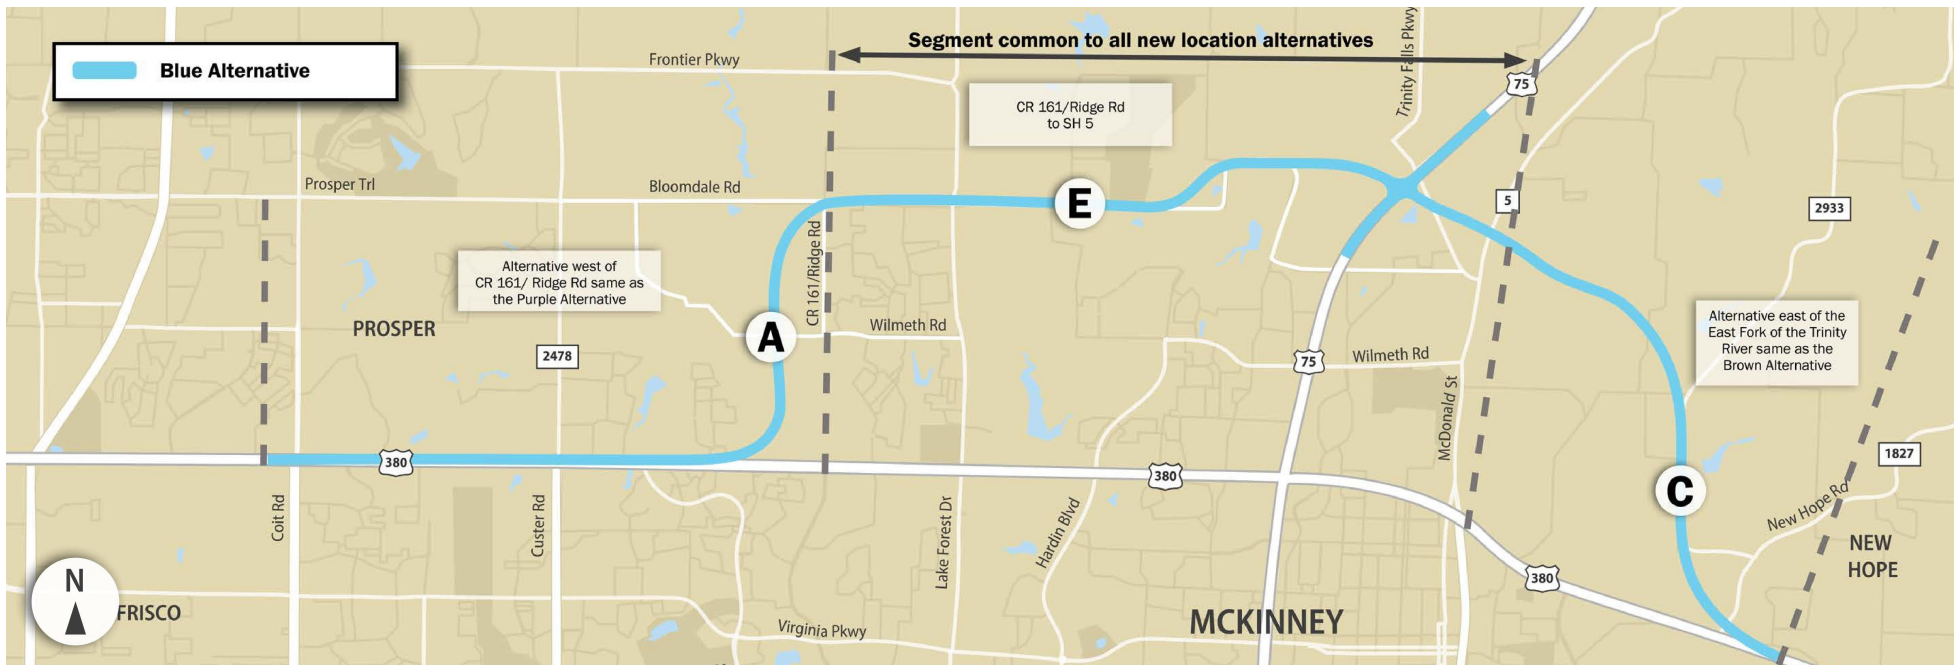 Blue Alternative
Segment common to all new location alternatives
Frontier Pkwy
Trinity Falls Pkwy
75
CR 161/Ridge Rd
to SH 5
Prosper Trl
Bloomdale Rd
E
5
2933
CR 161/Ridge Rd
Alternative west of
CR 161/ Ridge Rd same as
the Purple Alternative
PROSPER
2478
A
Wilmeth Rd
75
Wilmeth Rd
McDonald St
Alternative east of the
East Fork of the Trinity
River same as the
Brown Alternative
380
380
1827
C
New Hope Rd
Coit Rd
Custer Rd
Lake Forest Dr
Hardin Blvd
380
NEW
HOPE
N
FRISCO
Virginia Pkwy
MCKINNEY